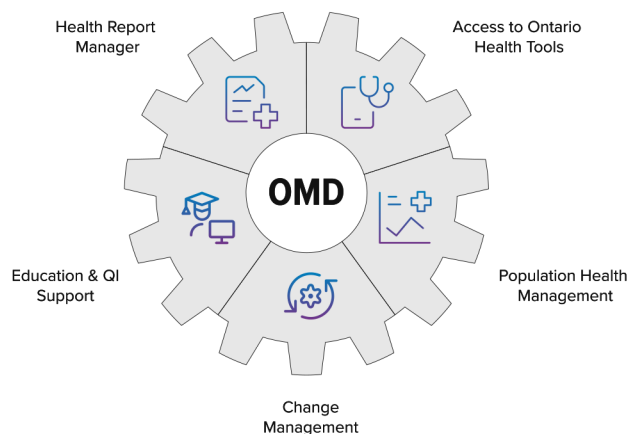 Health Report
Manager
Access to Ontario
Health Tools
OMD
Education & QI
Support
Population Health
Management
Change
Management